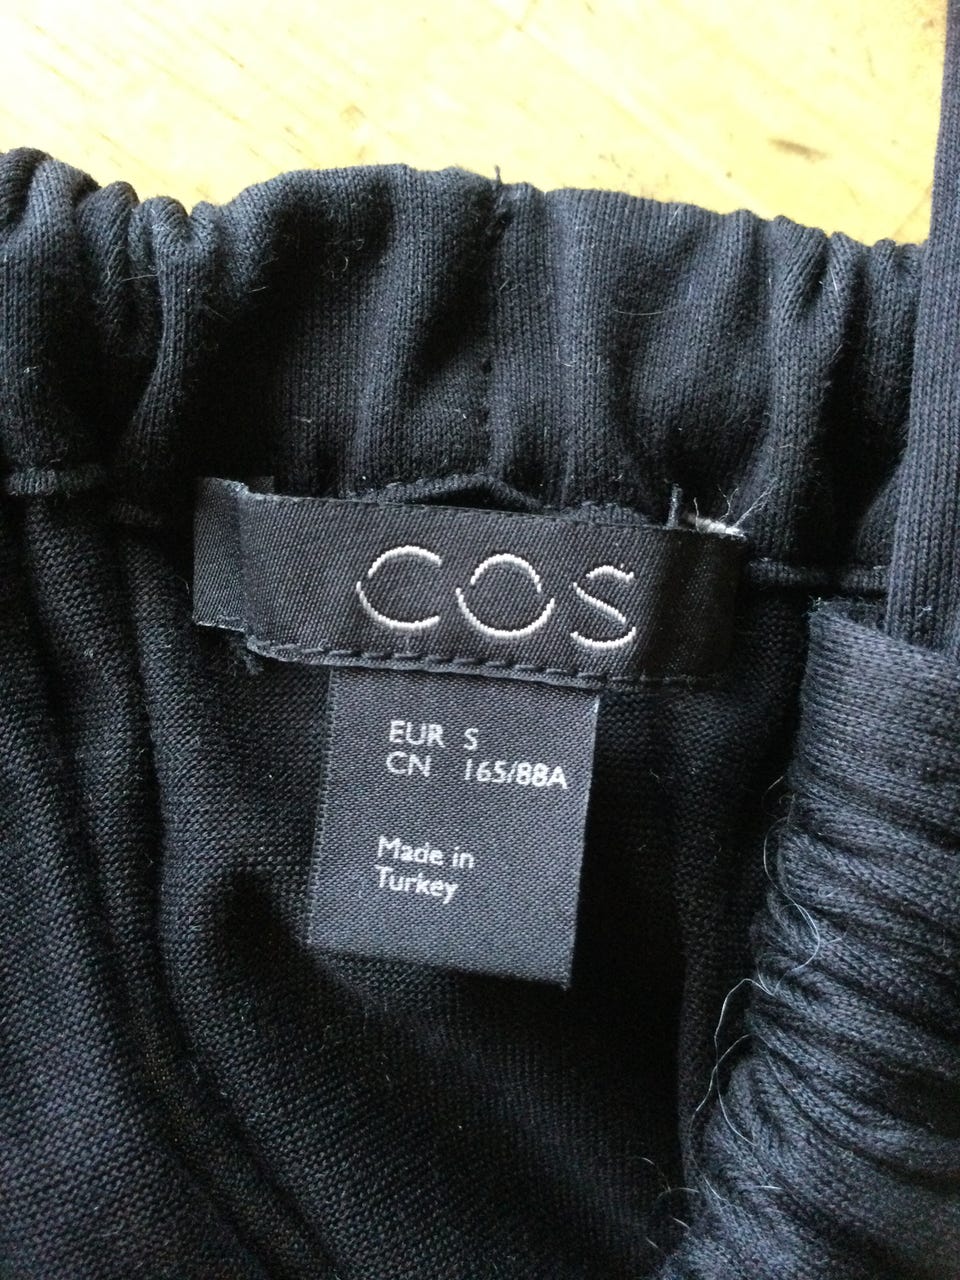 COS
EUR S
CN 165/88A
Made in
Turkey